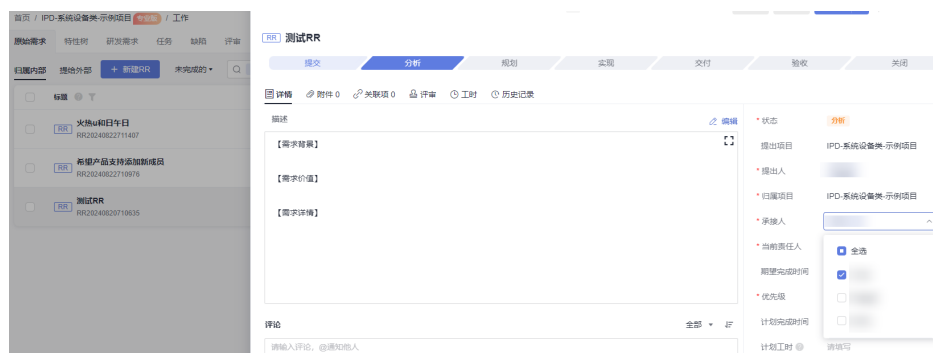 首页 / IPD-系统设备类-示例项目 专业版 / 工作
原始需求 特性树 研发需求 任务 缺陷 评审
归属内部 提给外部 + 新建RR 未完成的
标题
RR 火热u和日午日
RR20240822711407
RR 希望产品支持添加新成员
RR20240822710976
RR 测试RR
RR20240820710635
RR 测试RR
提交 分析 规划 实现 交付 验收 关闭
详情 附件 0 关联项 0 评审 工时 历史记录
描述 编辑
【需求背景】
【需求价值】
【需求详情】
评论 全部
请输入评论，@通知他人
* 状态 分析
提出项目 IPD-系统设备类-示例项目
* 提出人
* 归属项目 IPD-系统设备类-示例项目
* 承接人
* 当前责任人
全选
期望完成时间
* 优先级
计划完成时间
计划工时 请填写